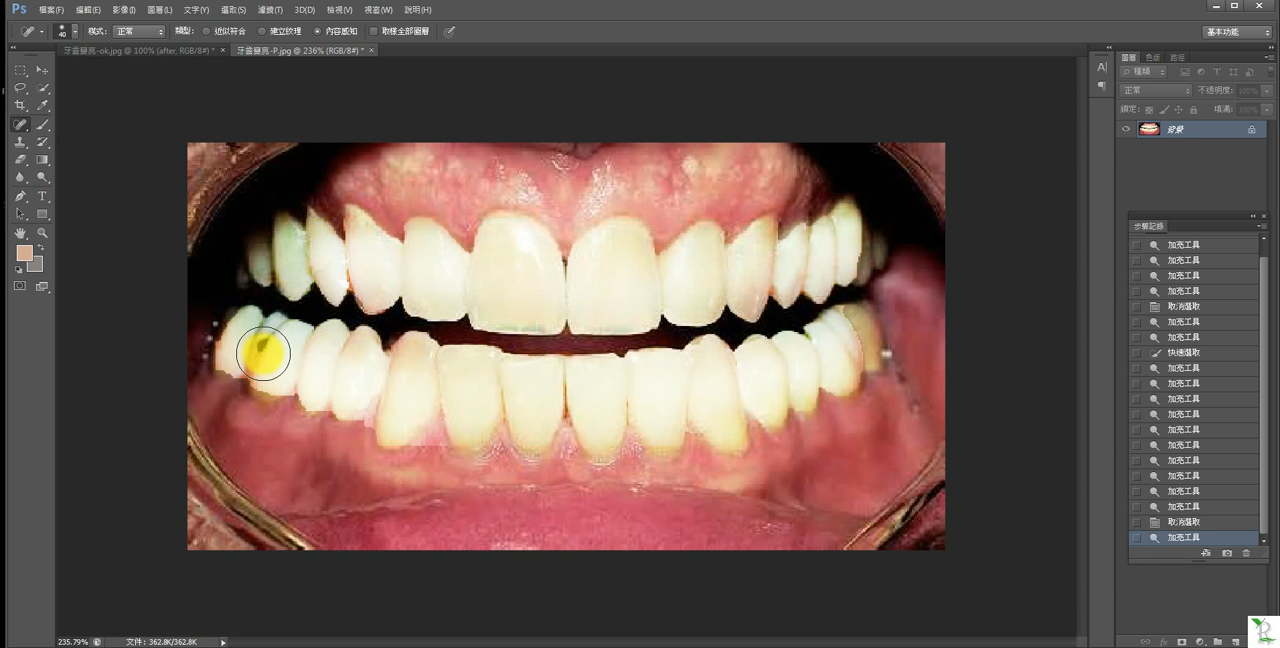 Ps 檔案(F) 編輯(E) 影像(I) 圖層(L) 文字(Y) 選取(S) 濾鏡(T) 3D(D) 檢視(V) 視窗(W) 說明(H)
40 模式: 正常 類型: 近似符合 建立紋理 內容感知 取樣全部圖層 基本功能
牙齒變亮-ok.jpg @ 100% (after, RGB/8#) * × 牙齒變亮-P.jpg @ 236% (RGB/8#) * ×
圖層 色版 路徑
種類
正常 不透明度: 100%
鎖定: 填滿: 100%
背景
步驟記錄
加亮工具
加亮工具
加亮工具
加亮工具
取消選取
加亮工具
加亮工具
快速選取
加亮工具
加亮工具
加亮工具
加亮工具
加亮工具
加亮工具
加亮工具
加亮工具
加亮工具
加亮工具
取消選取
加亮工具
235.79% 文件: 362.8K/362.8K